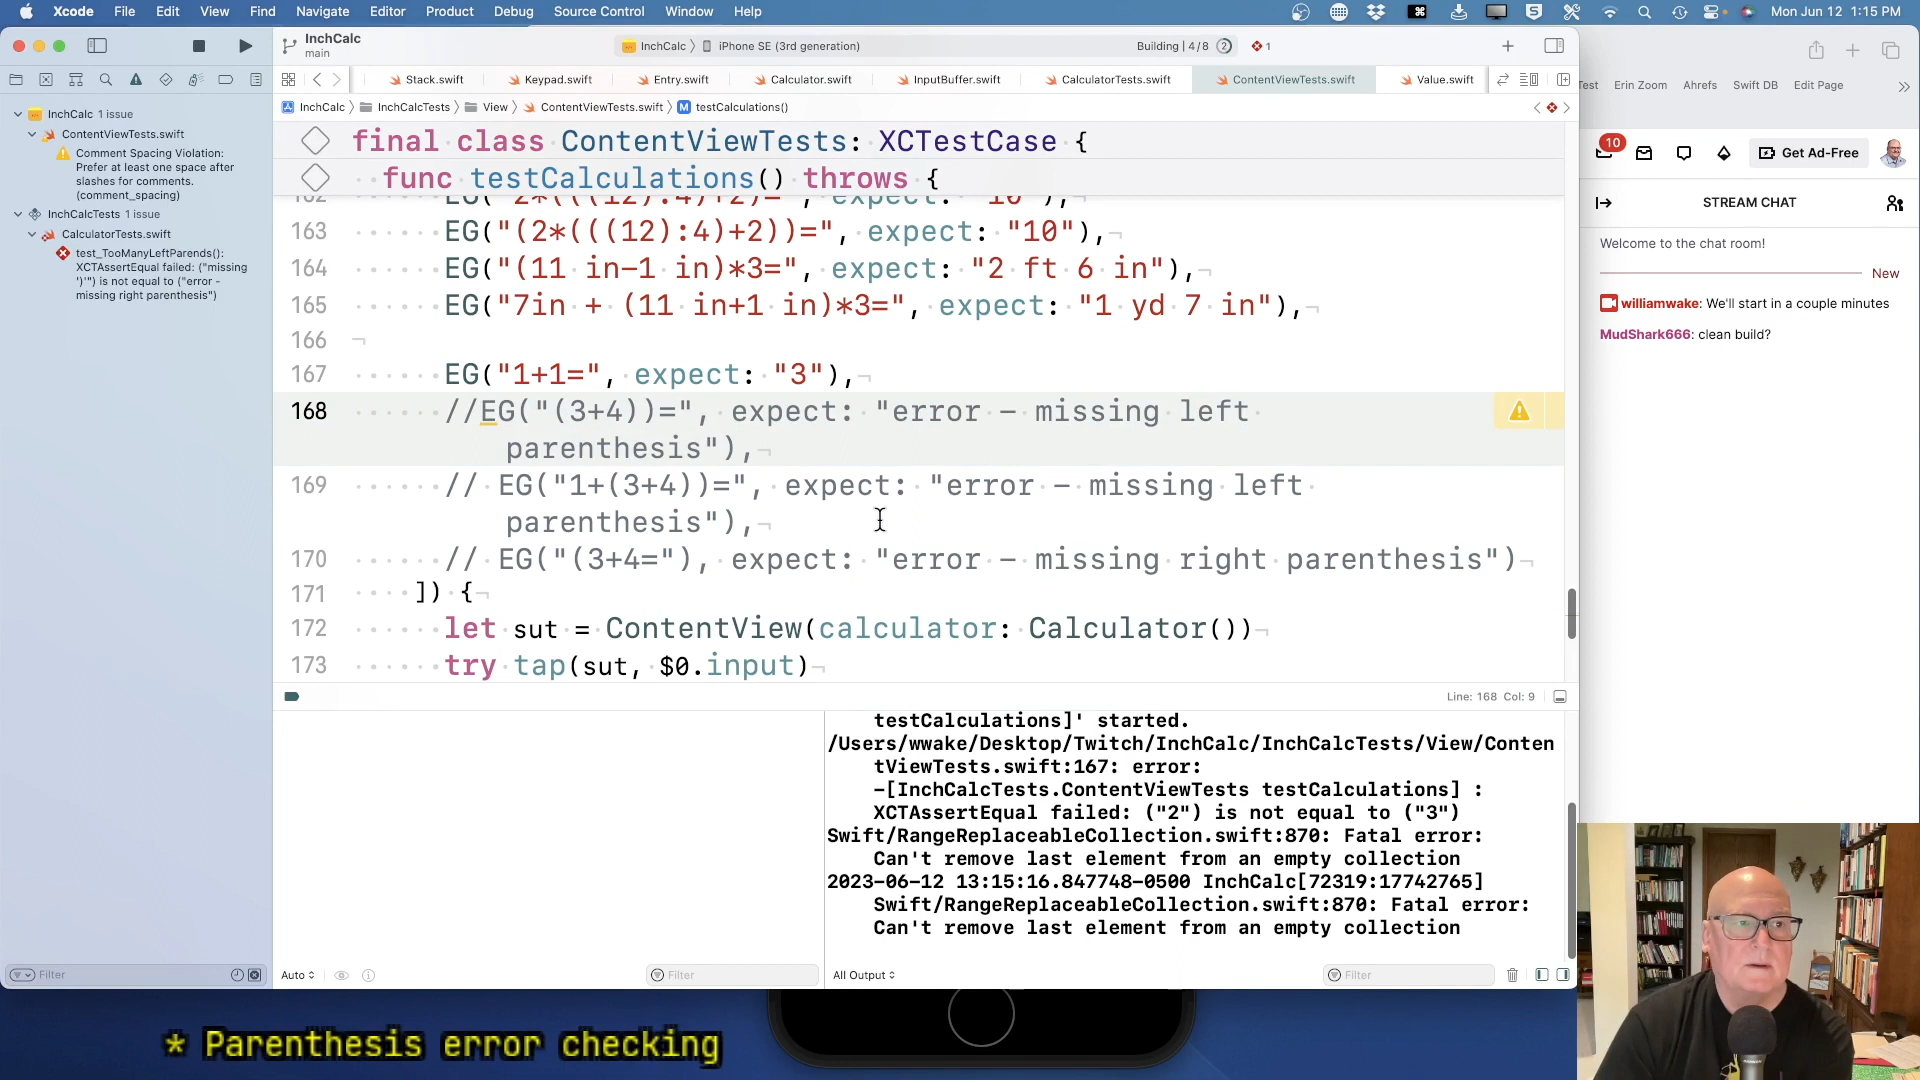 Xcode File Edit View Find Navigate Editor Product Debug Source Control Window Help Mon Jun 12 1:15 PM
InchCalc
main
InchCalc iPhone SE (3rd generation) Building | 4/8 2 1
Stack.swift Keypad.swift Entry.swift Calculator.swift InputBuffer.swift CalculatorTests.swift ContentViewTests.swift Value.swift
InchCalc InchCalcTests View ContentViewTests.swift M testCalculations()
InchCalc 1 issue
ContentViewTests.swift
Comment Spacing Violation:
Prefer at least one space after
slashes for comments.
(comment_spacing)
InchCalcTests 1 issue
CalculatorTests.swift
test_TooManyLeftParends():
XCTAssertEqual failed: ("missing
')'") is not equal to ("error -
missing right parenthesis")
Filter
final class ContentViewTests: XCTestCase {
func testCalculations() throws {
162 EG("2*(((12):4)+2)=", expect: "10"),
163 EG("(2*(((12):4)+2))=", expect: "10"),
164 EG("(11 in-1 in)*3=", expect: "2 ft 6 in"),
165 EG("7in + (11 in+1 in)*3=", expect: "1 yd 7 in"),
166
167 EG("1+1=", expect: "3"),
168 //EG("(3+4))=", expect: "error - missing left
parenthesis"),
169 // EG("1+(3+4))=", expect: "error - missing left
parenthesis"),
170 // EG("(3+4="), expect: "error - missing right parenthesis")
171 ]) {
172 let sut = ContentView(calculator: Calculator())
173 try tap(sut, $0.input)
Line: 168 Col: 9
testCalculations]' started.
/Users/wwake/Desktop/Twitch/InchCalc/InchCalcTests/View/Conten
tViewTests.swift:167: error:
-[InchCalcTests.ContentViewTests testCalculations] :
XCTAssertEqual failed: ("2") is not equal to ("3")
Swift/RangeReplaceableCollection.swift:870: Fatal error:
Can't remove last element from an empty collection
2023-06-12 13:15:16.847748-0500 InchCalc[72319:17742765]
Swift/RangeReplaceableCollection.swift:870: Fatal error:
Can't remove last element from an empty collection
Auto Filter All Output Filter
Test Erin Zoom Ahrefs Swift DB Edit Page
10 Get Ad-Free
STREAM CHAT
Welcome to the chat room!
New
williamwake: We'll start in a couple minutes
MudShark666: clean build?
* Parenthesis error checking